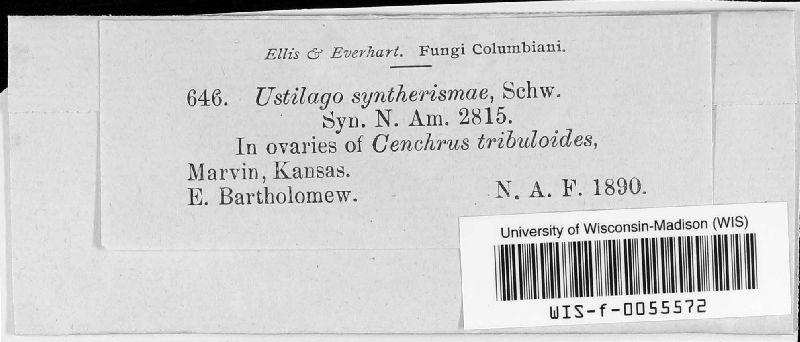 Ellis & Everhart. Fungi Columbiani.
646. Ustilago syntherismae, Schw.
Syn. N. Am. 2815.
In ovaries of Cenchrus tribuloides,
Marvin, Kansas.
E. Bartholomew. N. A. F. 1890.
University of Wisconsin-Madison (WIS)
WIS-f-0055572